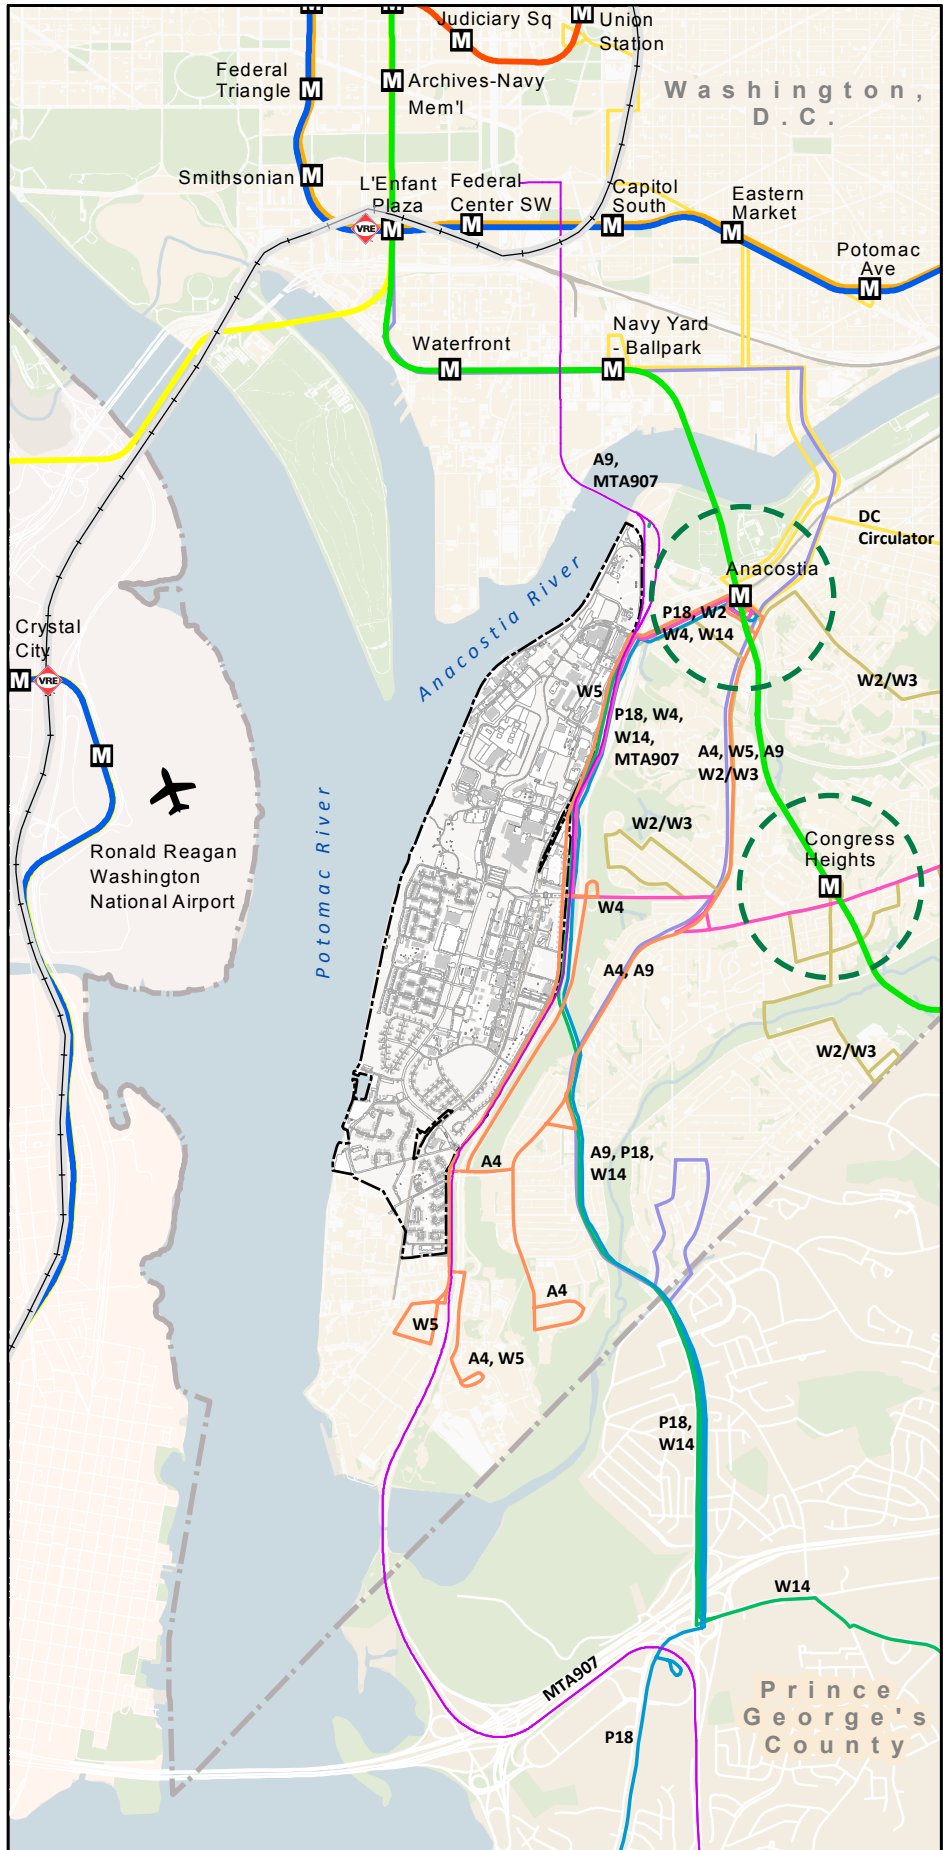 Judiciary Sq
Union
Station
Federal
Triangle
M
M
M
M
Archives-Navy
Mem'l
Washington,
D.C.
Smithsonian
M
L'Enfant
Plaza
Federal
Center SW
Capitol
South
Eastern
Market
VRE
M
M
M
M
Potomac
Ave
M
Waterfront
M
Navy Yard
- Ballpark
M
A9,
MTA907
DC
Circulator
Anacostia
M
Anacostia River
P18, W2
W4, W14
Crystal
City
M
VRE
W5
W2/W3
P18, W4,
W14,
MTA907
A4, W5, A9
W2/W3
M
Potomac River
W2/W3
Ronald Reagan
Washington
National Airport
Congress
Heights
M
W4
A4, A9
W2/W3
A4
A9, P18,
W14
A4
W5
A4, W5
P18,
W14
W14
MTA907
P18
Prince
George's
County